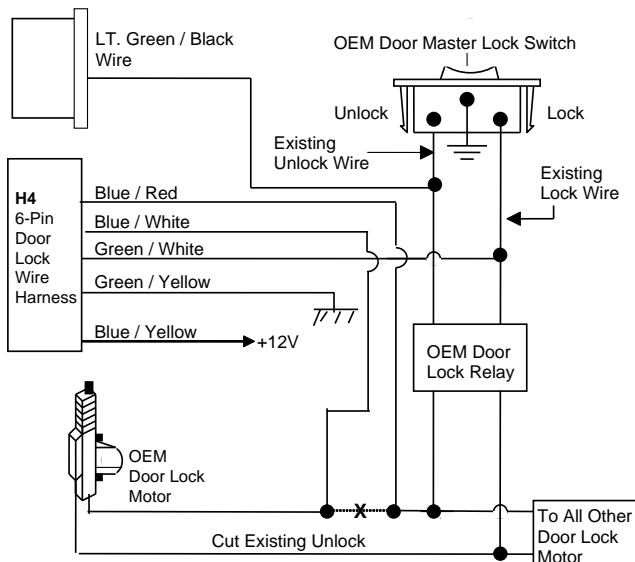 LT. Green / Black
Wire
OEM Door Master Lock Switch
Unlock
Lock
Existing
Unlock Wire
Existing
Lock Wire
H4
6-Pin
Door
Lock
Wire
Harness
Blue / Red
Blue / White
Green / White
Green / Yellow
Blue / Yellow
+12V
OEM Door
Lock Relay
OEM
Door Lock
Motor
X
Cut Existing Unlock
To All Other
Door Lock
Motor